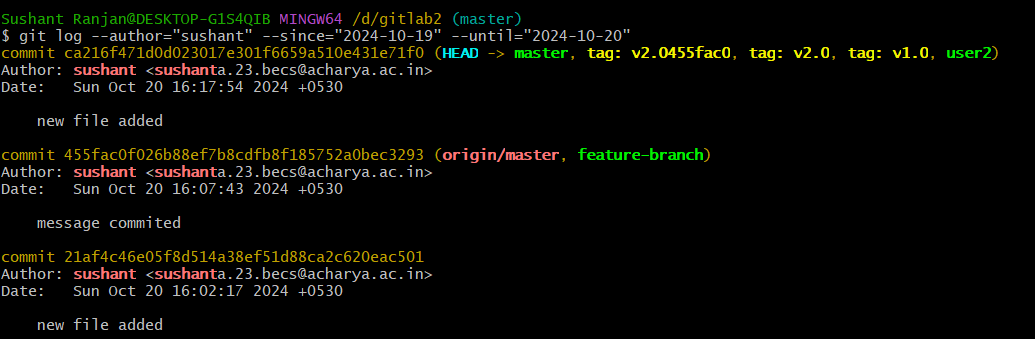 Sushant Ranjan@DESKTOP-G1S4QIB MINGW64 /d/gitlab2 (master)
$ git log --author="sushant" --since="2024-10-19" --until="2024-10-20"
commit ca216f471d0d023017e301f6659a510e431e71f0 (HEAD -> master, tag: v2.0455fac0, tag: v2.0, tag: v1.0, user2)
Author: sushant <sushanta.23.becs@acharya.ac.in>
Date:   Sun Oct 20 16:17:54 2024 +0530
    new file added
commit 455fac0f026b88ef7b8cdfb8f185752a0bec3293 (origin/master, feature-branch)
Author: sushant <sushanta.23.becs@acharya.ac.in>
Date:   Sun Oct 20 16:07:43 2024 +0530
    message commited
commit 21af4c46e05f8d514a38ef51d88ca2c620eac501
Author: sushant <sushanta.23.becs@acharya.ac.in>
Date:   Sun Oct 20 16:02:17 2024 +0530
    new file added